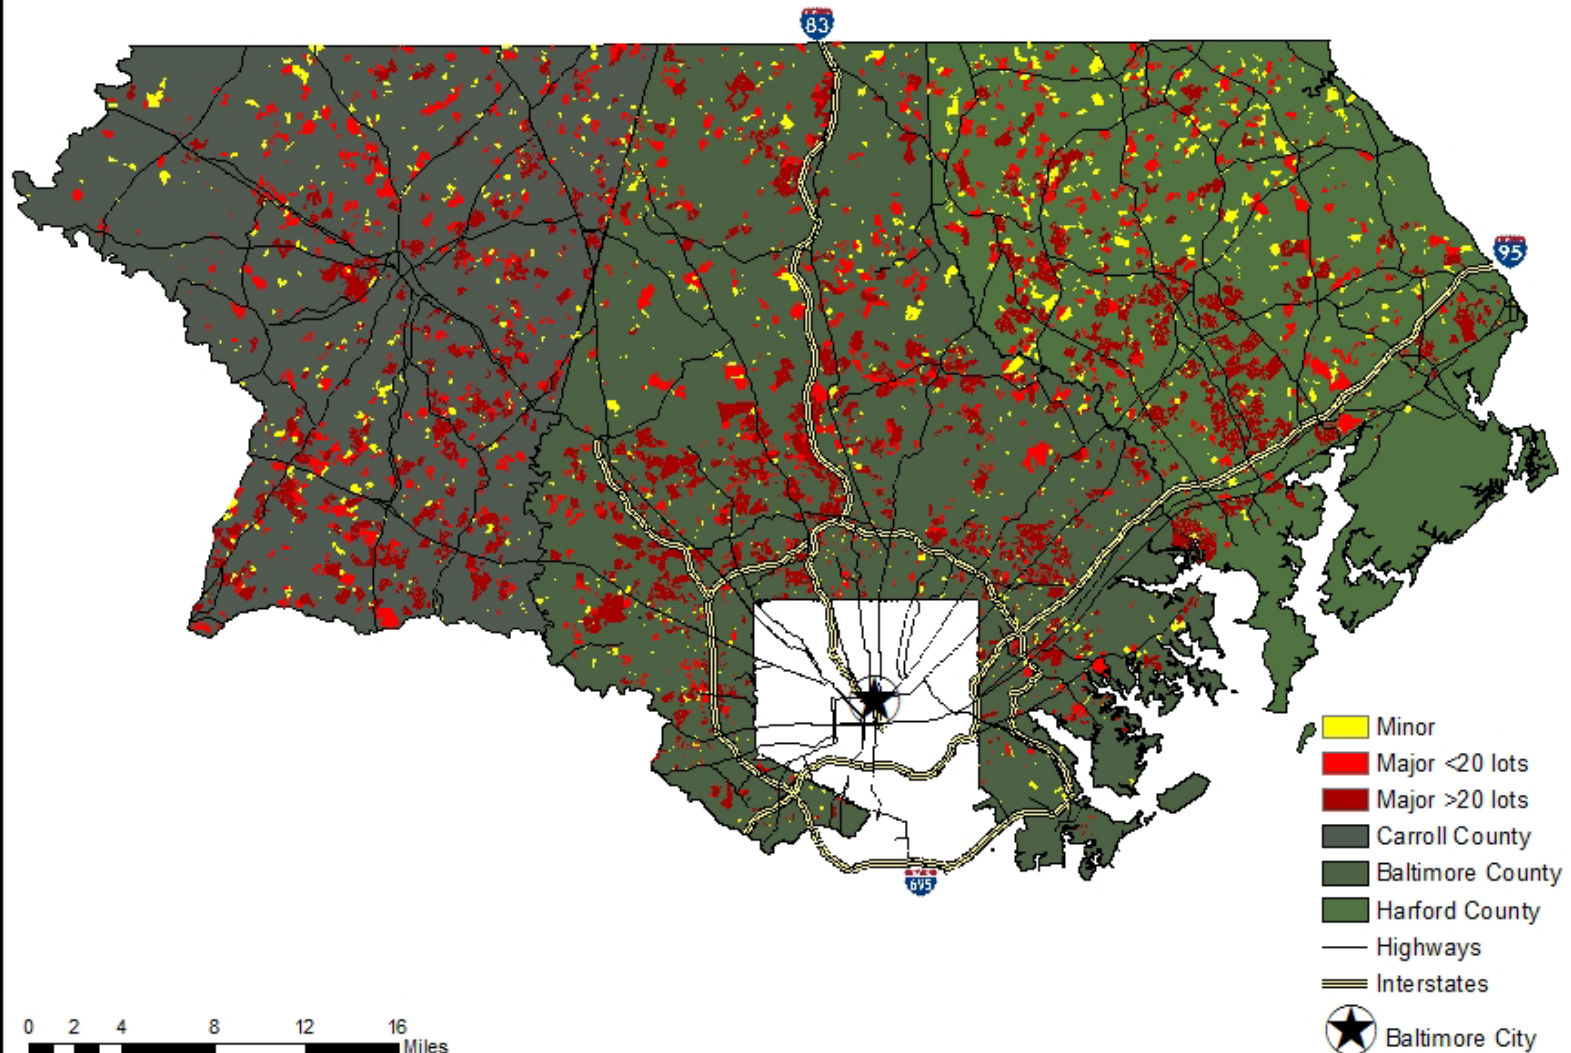 83
95
Minor
Major <20 lots
Major >20 lots
Carroll County
Baltimore County
Harford County
Highways
Interstates
Baltimore City
695
0 2 4 8 12 16
Miles